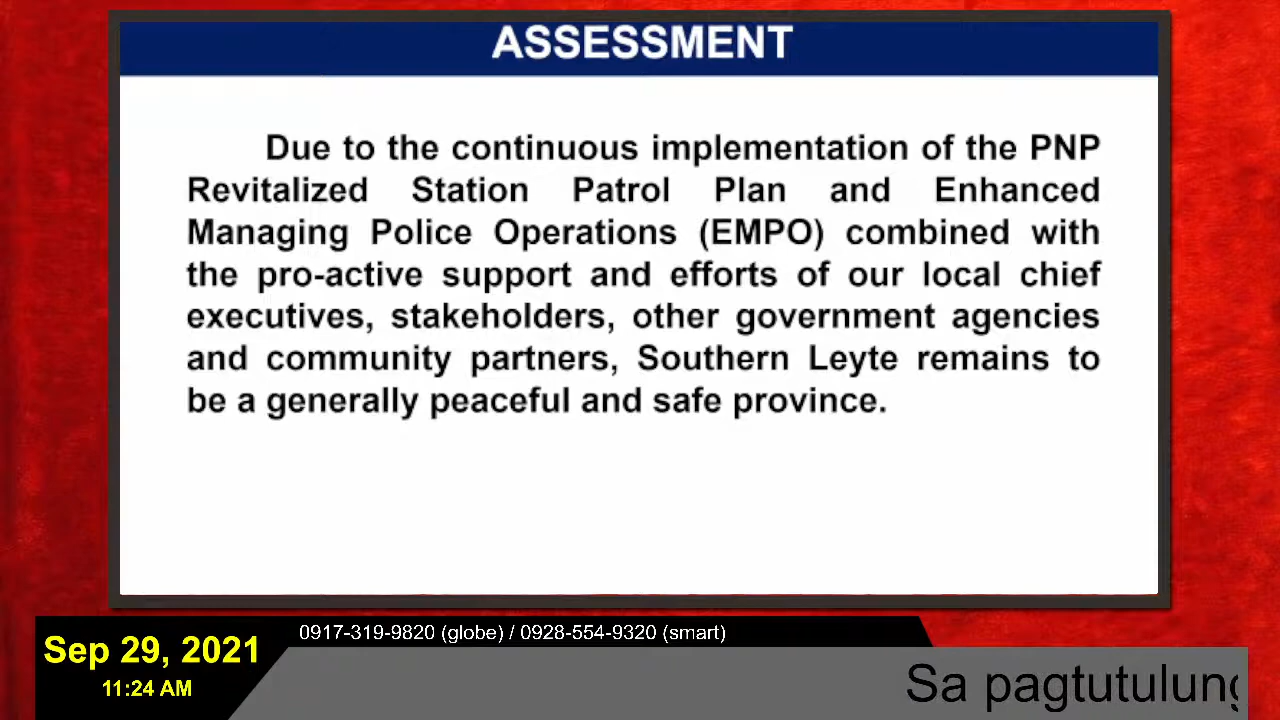 ASSESSMENT
Due to the continuous implementation of the PNP
Revitalized Station Patrol Plan and Enhanced
Managing Police Operations (EMPO) combined with
the pro-active support and efforts of our local chief
executives, stakeholders, other government agencies
and community partners, Southern Leyte remains to
be a generally peaceful and safe province.
0917-319-9820 (globe) / 0928-554-9320 (smart)
Sep 29, 2021
11:24 AM
Sa pagtutulung